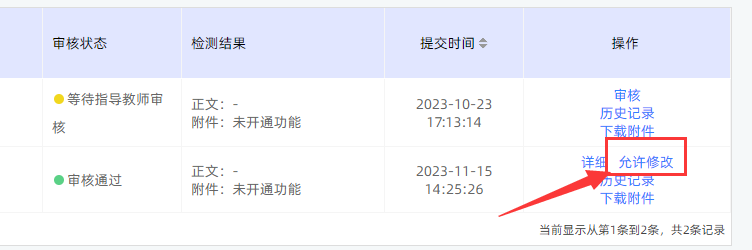 审核状态 检测结果 提交时间 操作
等待指导教师审
核
正文：-
附件：未开通功能
2023-10-23
17:13:14
审核
历史记录
下载附件
审核通过
正文：-
附件：未开通功能
2023-11-15
14:25:26
详细 允许修改
历史记录
下载附件
当前显示从第1条到2条，共2条记录